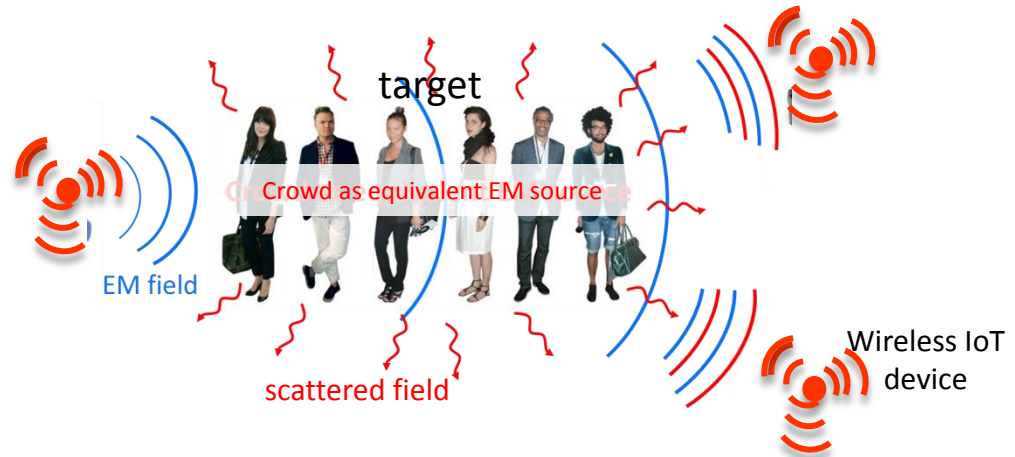 target
Crowd as equivalent EM source
EM field
scattered field
Wireless IoT
device